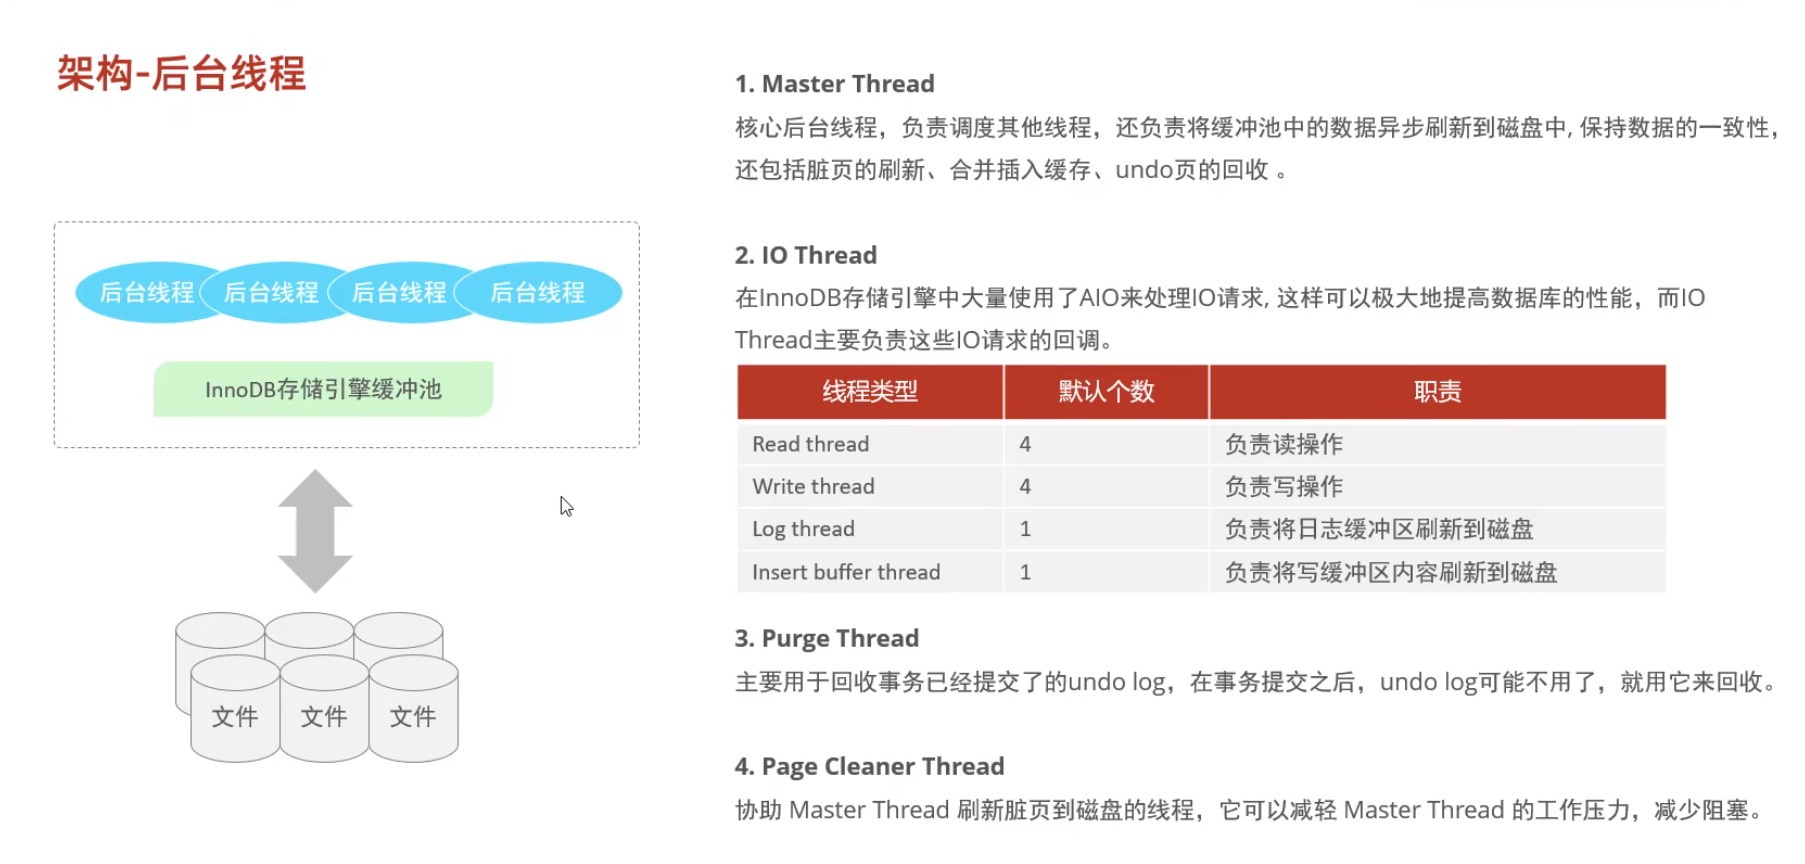 架构-后台线程
后台线程 后台线程 后台线程 后台线程
InnoDB存储引擎缓冲池
文件 文件 文件
1. Master Thread
核心后台线程，负责调度其他线程，还负责将缓冲池中的数据异步刷新到磁盘中, 保持数据的一致性，
还包括脏页的刷新、合并插入缓存、undo页的回收 。
2. IO Thread
在InnoDB存储引擎中大量使用了AIO来处理IO请求, 这样可以极大地提高数据库的性能，而IO
Thread主要负责这些IO请求的回调。
线程类型 默认个数 职责
Read thread 4 负责读操作
Write thread 4 负责写操作
Log thread 1 负责将日志缓冲区刷新到磁盘
Insert buffer thread 1 负责将写缓冲区内容刷新到磁盘
3. Purge Thread
主要用于回收事务已经提交了的undo log，在事务提交之后，undo log可能不用了，就用它来回收。
4. Page Cleaner Thread
协助 Master Thread 刷新脏页到磁盘的线程，它可以减轻 Master Thread 的工作压力，减少阻塞。